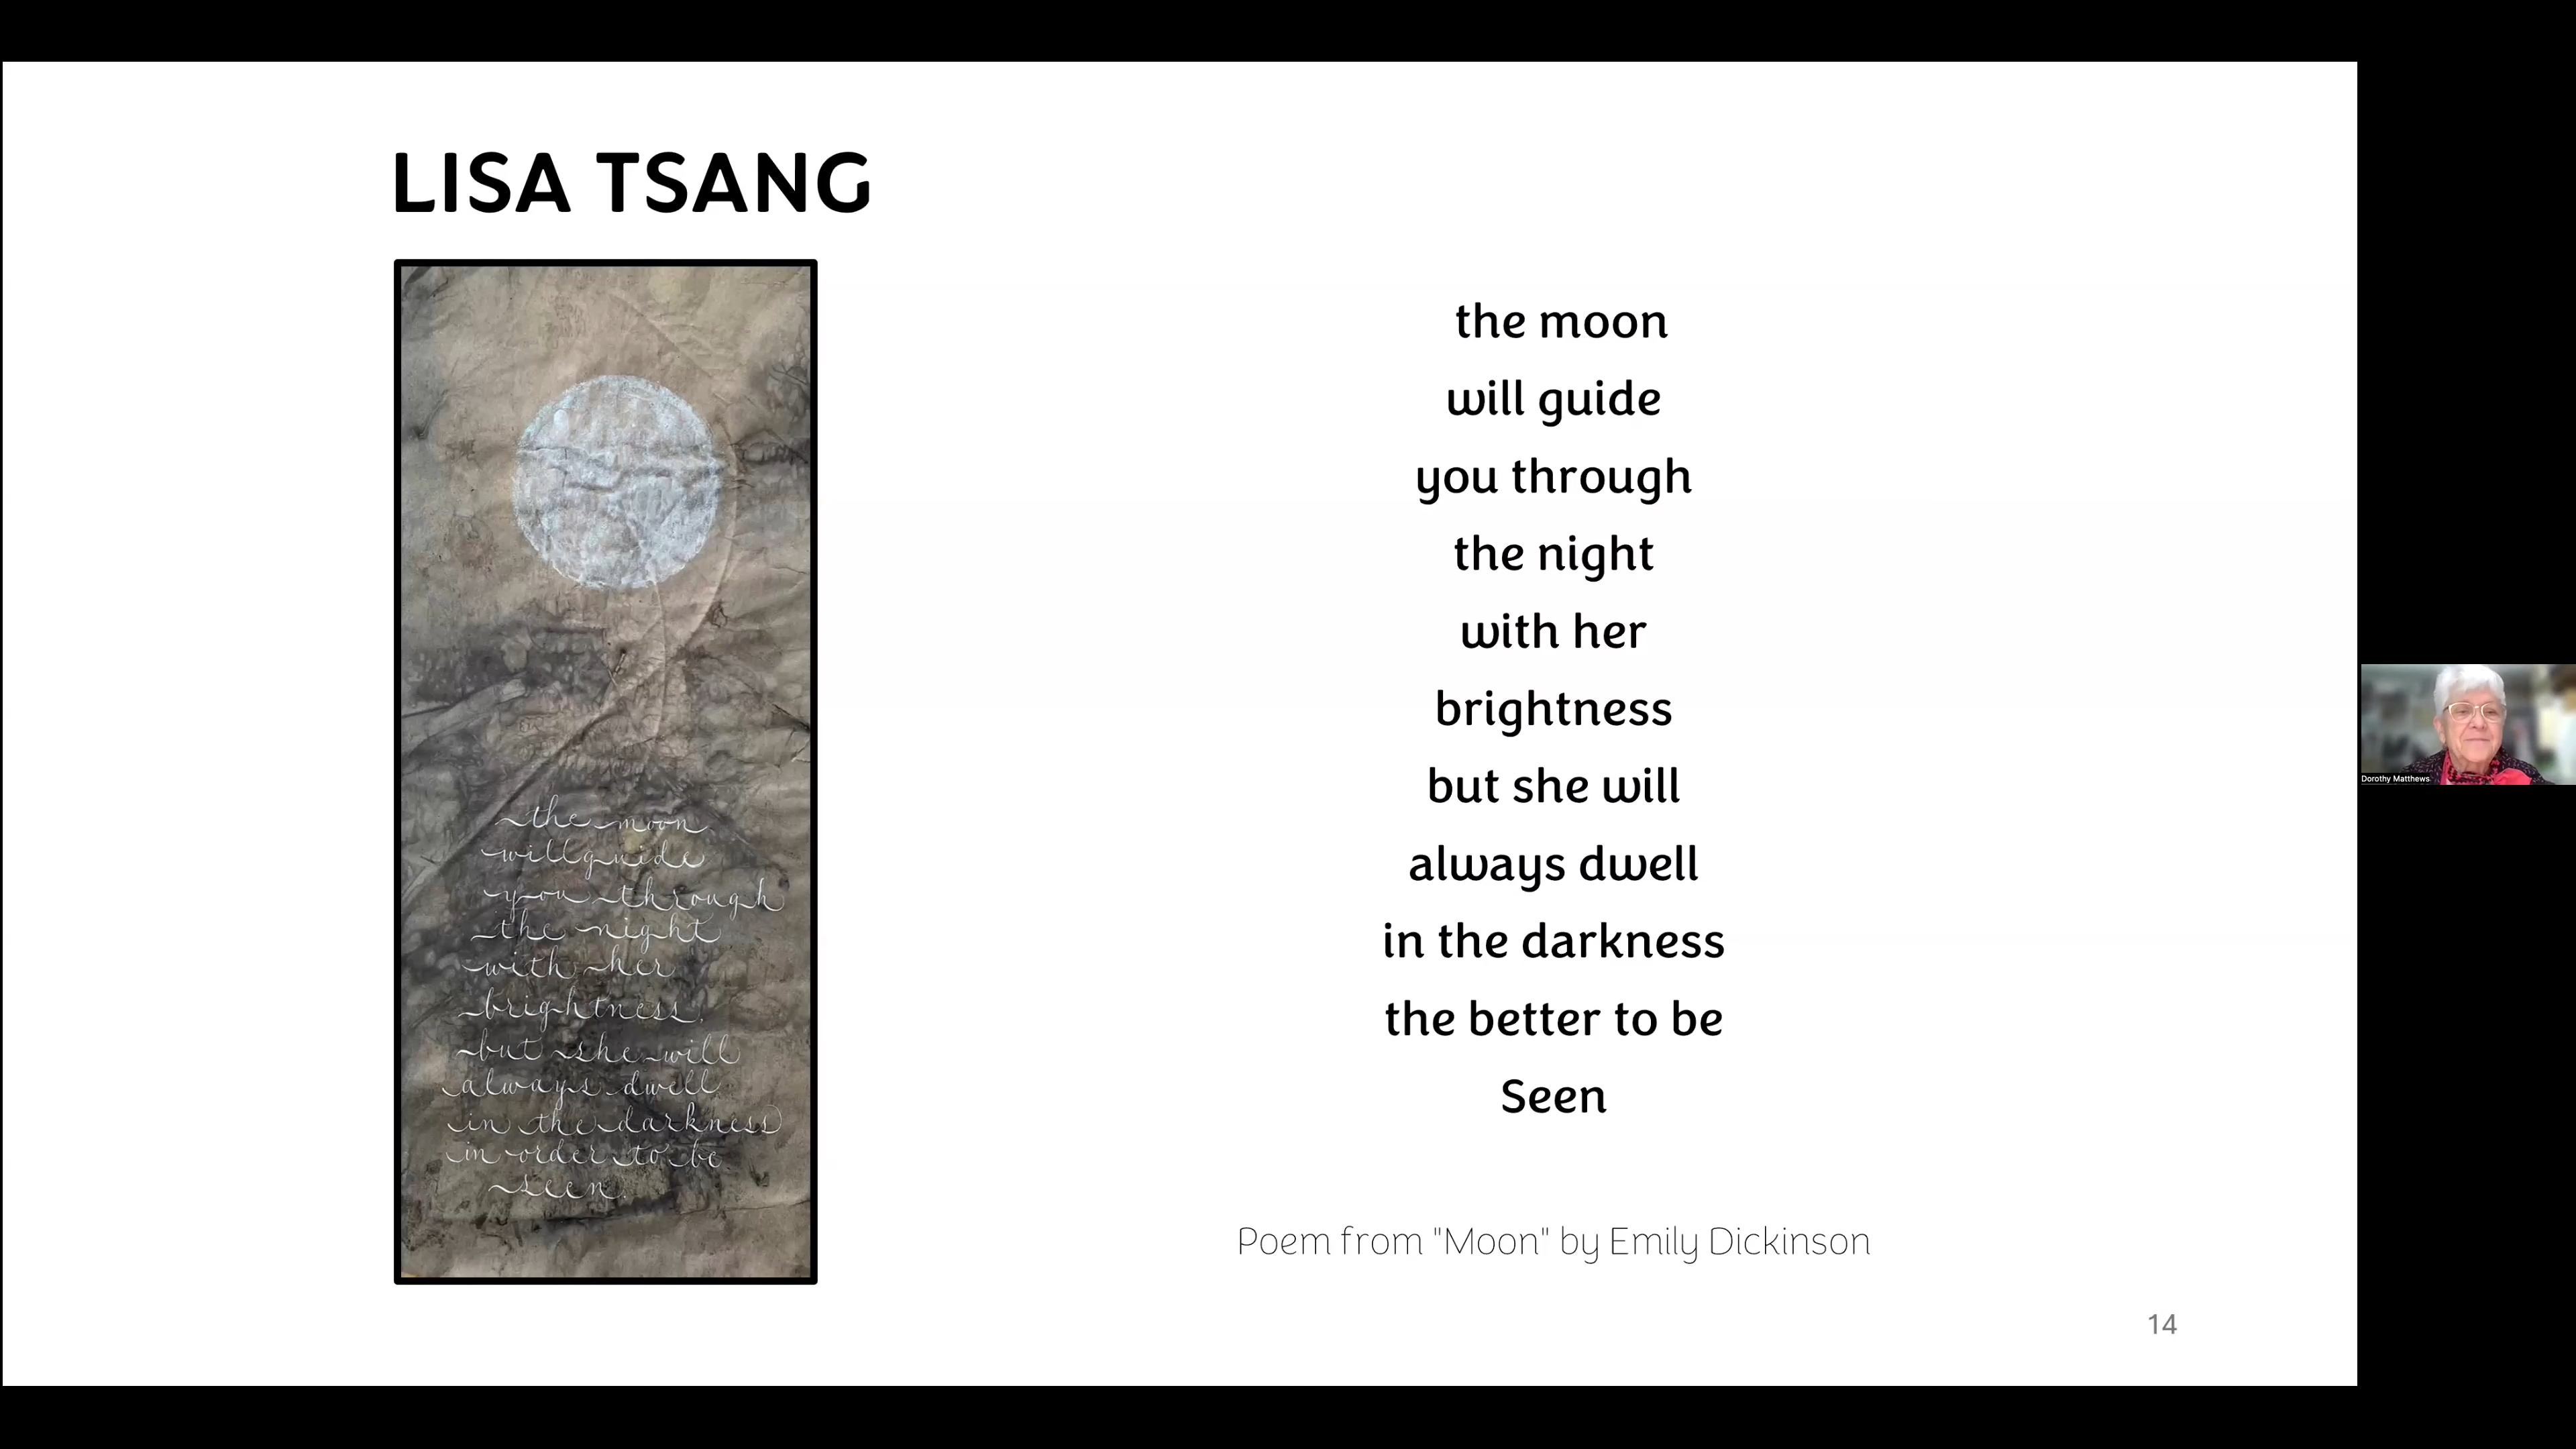 LISA TSANG
the moon
will guide
you through
the night
with her
brightness.
but she will
always dwell
in the darkness
in order to be
seen.
the moon
will guide
you through
the night
with her
brightness
but she will
always dwell
in the darkness
the better to be
Seen
Poem from "Moon" by Emily Dickinson
14
Dorothy Matthews